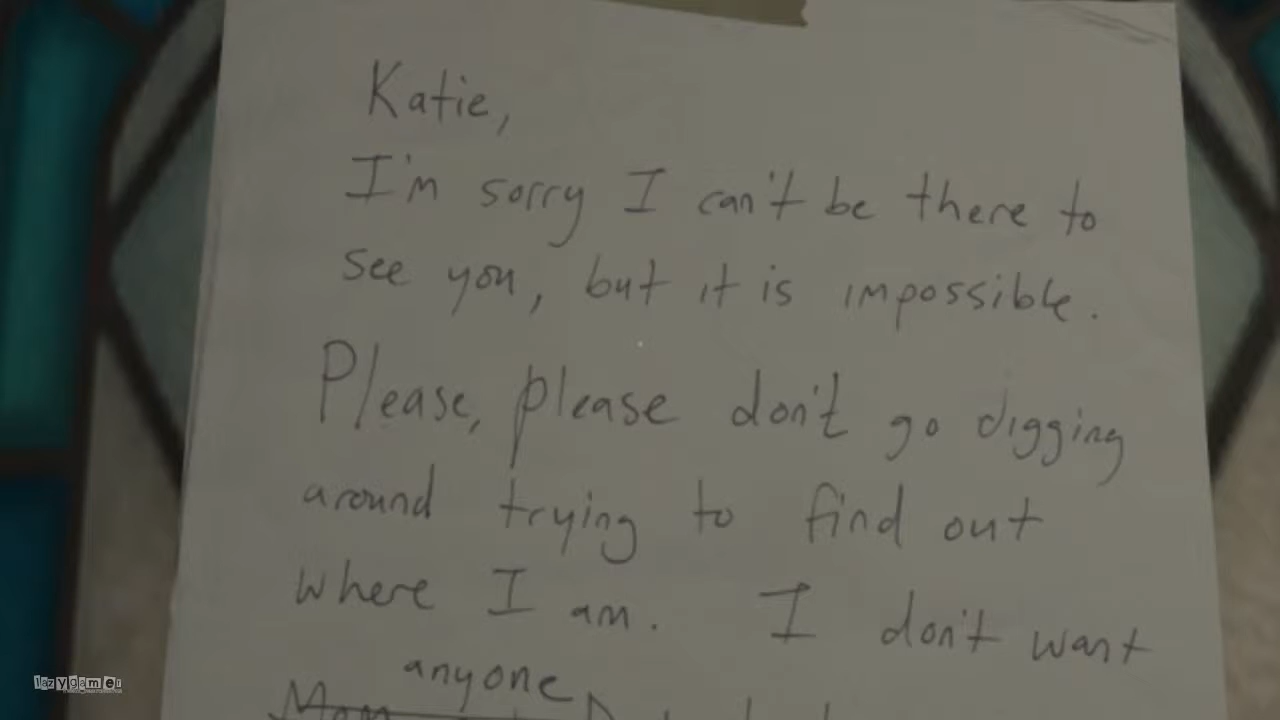 Katie,
I'm sorry I can't be there to
see you, but it is impossible.
Please, please don't go digging
around trying to find out
where I am. I don't want
anyone
lazygamer